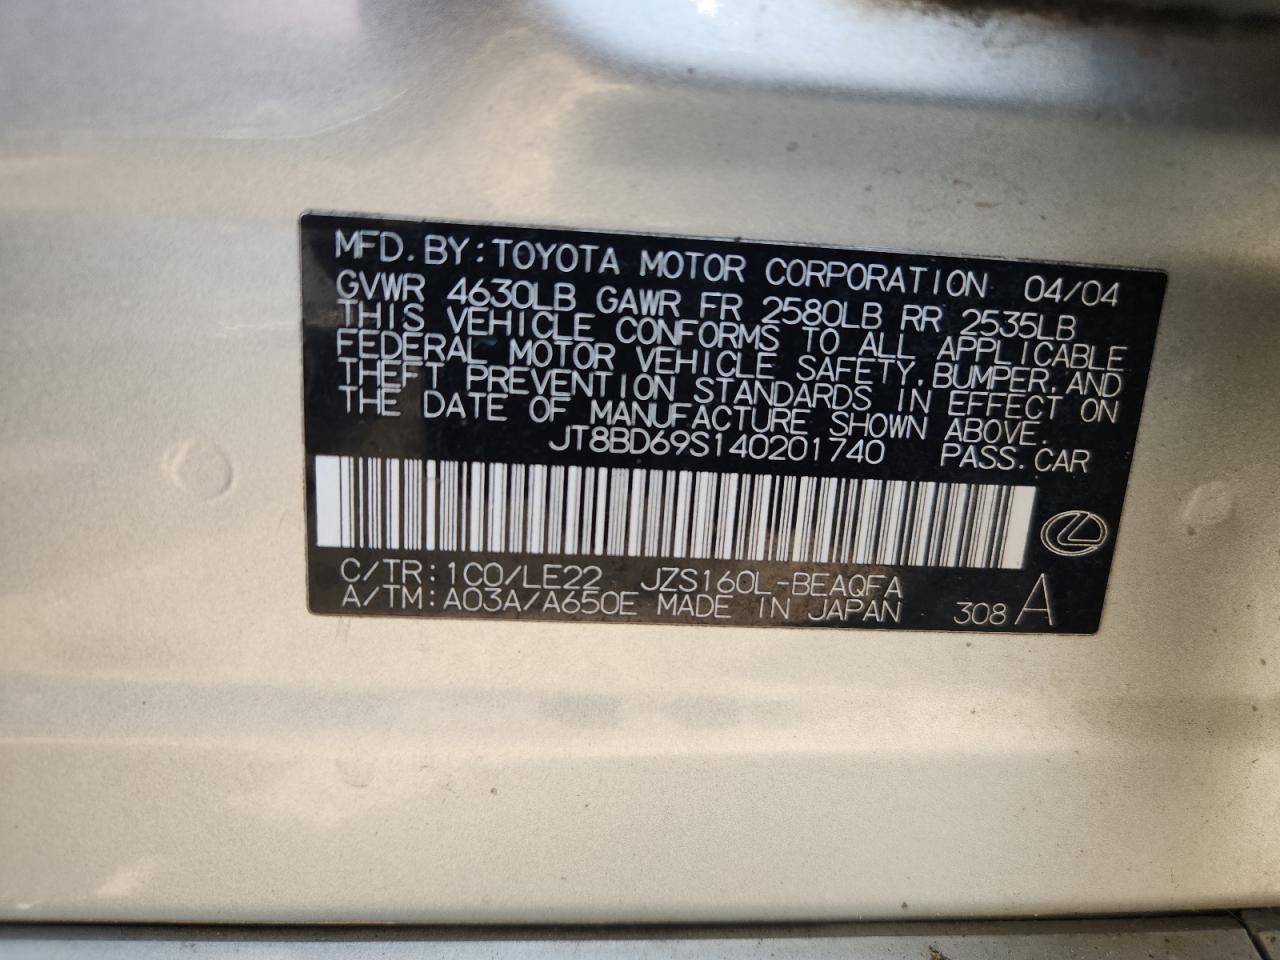 MFD. BY: TOYOTA MOTOR CORPORATION 04/04
GVWR 4630LB GAWR FR 2580LB RR 2535LB
THIS VEHICLE CONFORMS TO ALL APPLICABLE
FEDERAL MOTOR VEHICLE SAFETY, BUMPER, AND
THEFT PREVENTION STANDARDS IN EFFECT ON
THE DATE OF MANUFACTURE SHOWN ABOVE.
JT8BD69S140201740 PASS. CAR
C/TR: 1C0/LE22 JZS160L-BEAQFA
A/TM: A03A/A650E MADE IN JAPAN 308 A